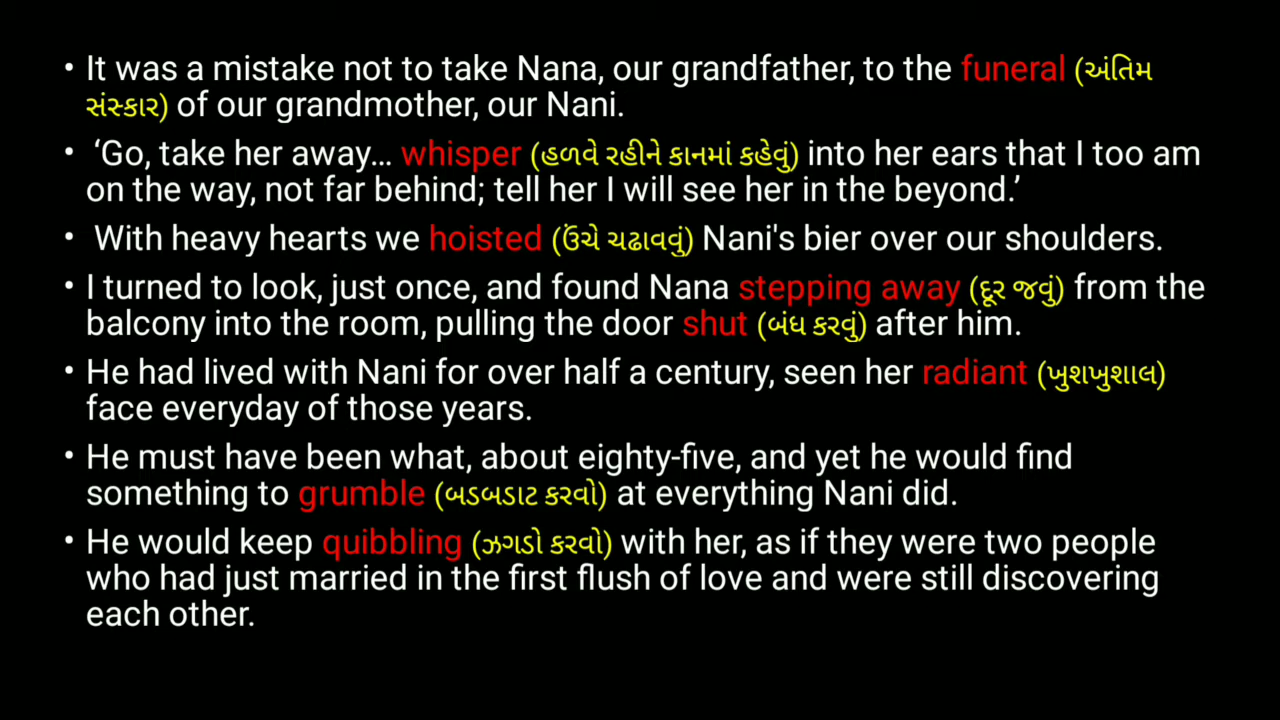 • It was a mistake not to take Nana, our grandfather, to the funeral (અંતિમ
સંસ્કાર) of our grandmother, our Nani.
• ‘Go, take her away... whisper (હળવે રહીને કાનમાં કહેવું) into her ears that I too am
on the way, not far behind; tell her I will see her in the beyond.’
• With heavy hearts we hoisted (ઉંચે ચઢાવવું) Nani's bier over our shoulders.
• I turned to look, just once, and found Nana stepping away (દૂર જવું) from the
balcony into the room, pulling the door shut (બંધ કરવું) after him.
• He had lived with Nani for over half a century, seen her radiant (ખુશખુશાલ)
face everyday of those years.
• He must have been what, about eighty-five, and yet he would find
something to grumble (બડબડાટ કરવો) at everything Nani did.
• He would keep quibbling (ઝગડો કરવો) with her, as if they were two people
who had just married in the first flush of love and were still discovering
each other.